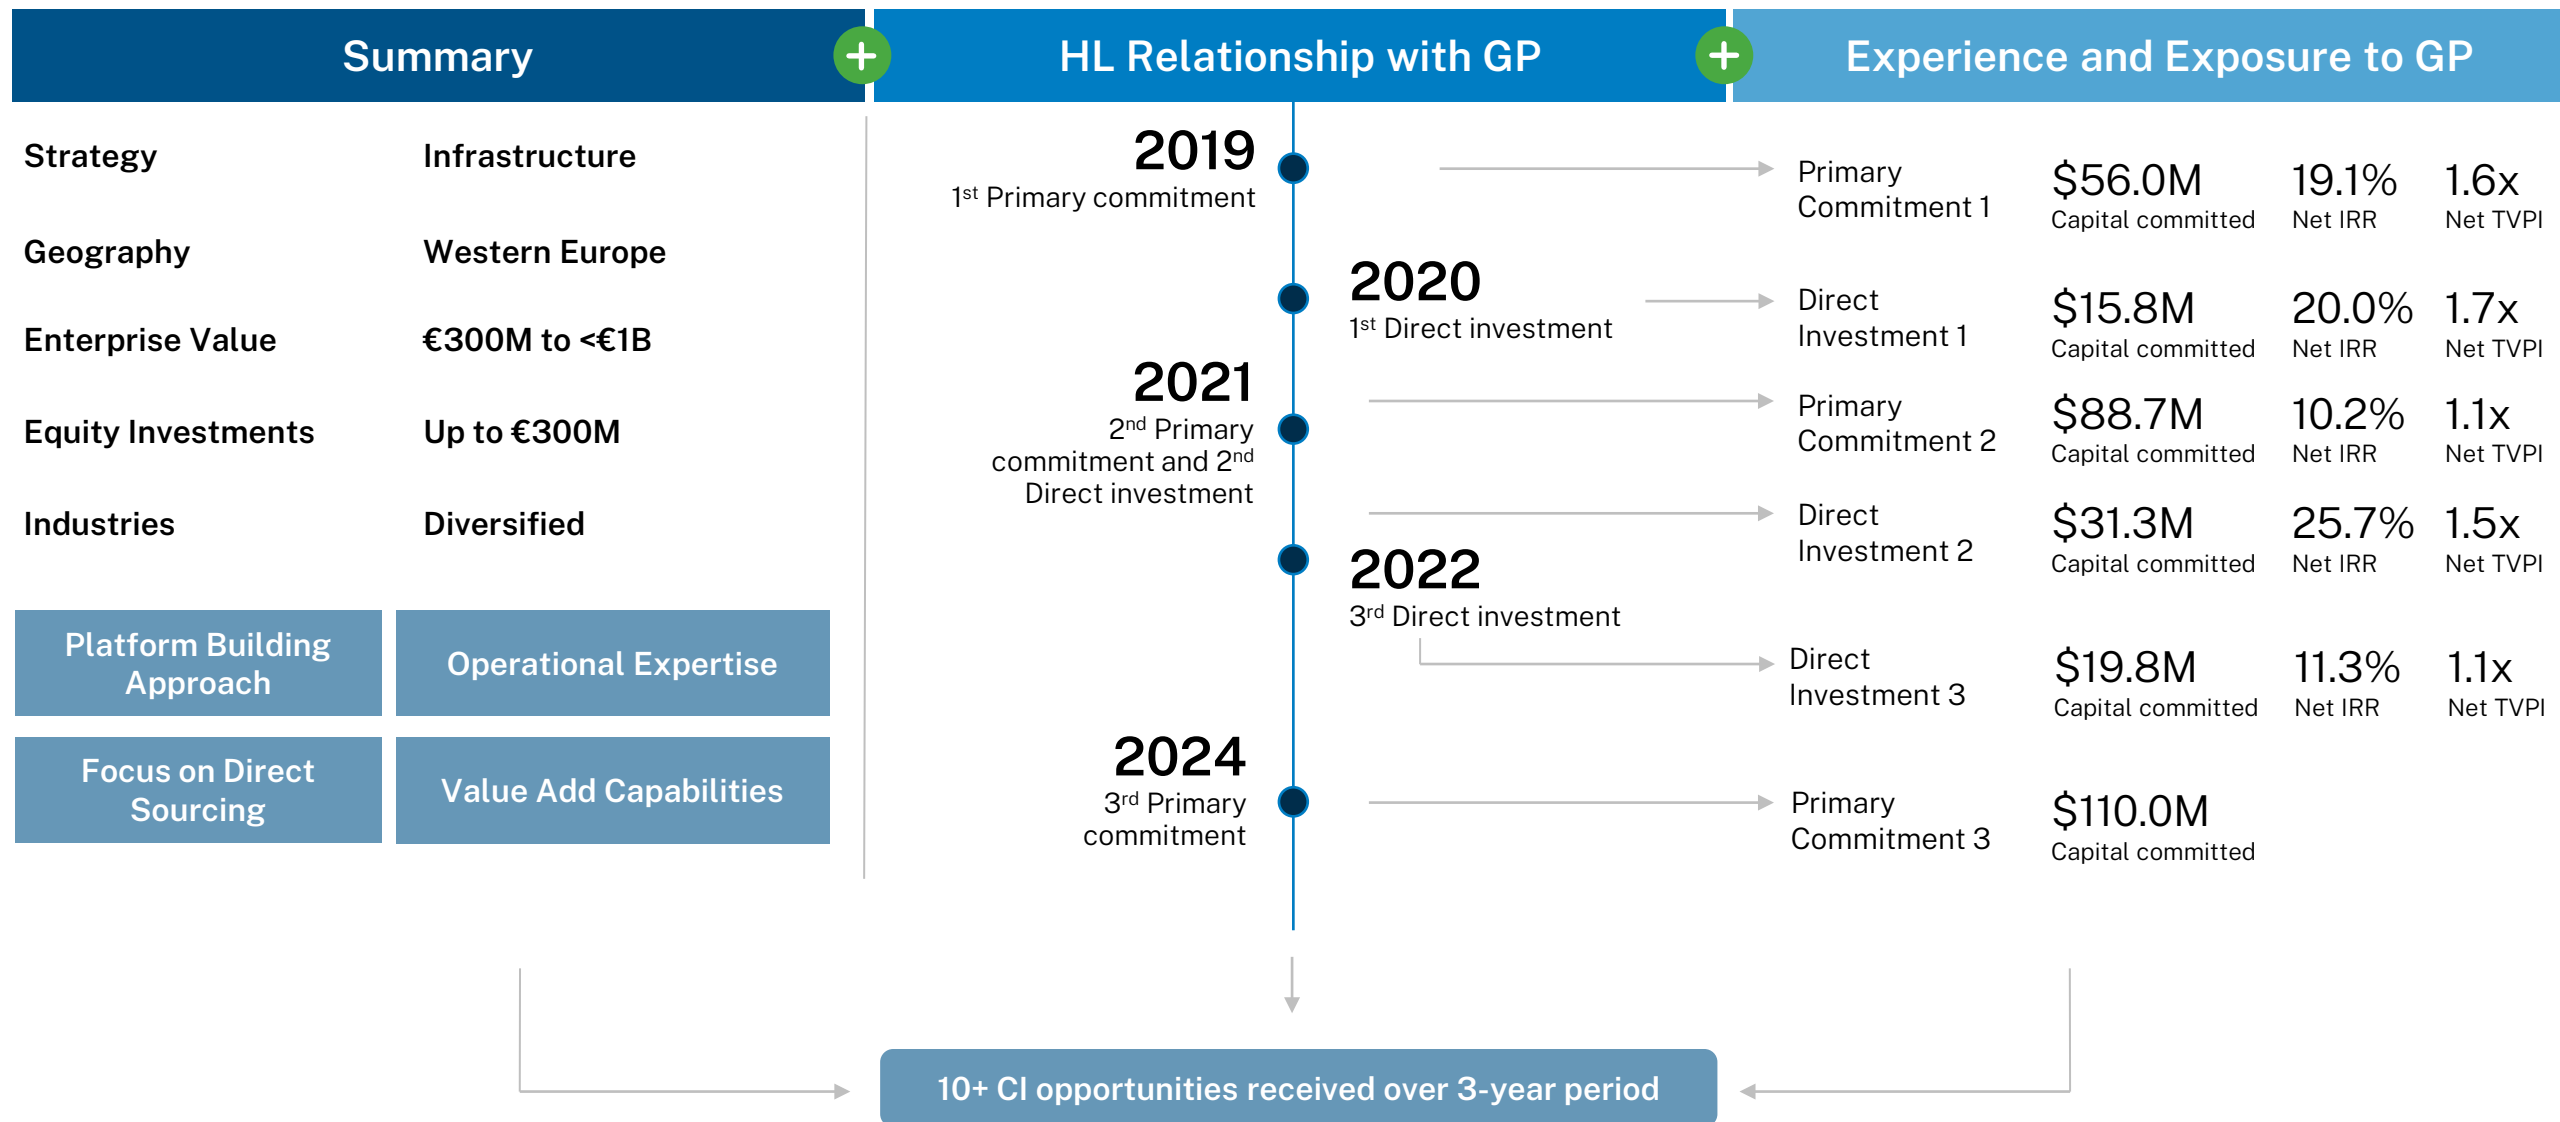 Summary
HL Relationship with GP
Experience and Exposure to GP
Strategy
Infrastructure
Geography
Western Europe
Enterprise Value
€300M to <€1B
Equity Investments
Up to €300M
Industries
Diversified
Platform Building
Approach
Operational Expertise
Focus on Direct
Sourcing
Value Add Capabilities
2019
1st Primary commitment
2020
1st Direct investment
2021
2nd Primary
commitment and 2nd
Direct investment
2022
3rd Direct investment
2024
3rd Primary
commitment
Primary
Commitment 1
$56.0M
Capital committed
19.1%
Net IRR
1.6x
Net TVPI
Direct
Investment 1
$15.8M
Capital committed
20.0%
Net IRR
1.7x
Net TVPI
Primary
Commitment 2
$88.7M
Capital committed
10.2%
Net IRR
1.1x
Net TVPI
Direct
Investment 2
$31.3M
Capital committed
25.7%
Net IRR
1.5x
Net TVPI
Direct
Investment 3
$19.8M
Capital committed
11.3%
Net IRR
1.1x
Net TVPI
Primary
Commitment 3
$110.0M
Capital committed
10+ CI opportunities received over 3-year period